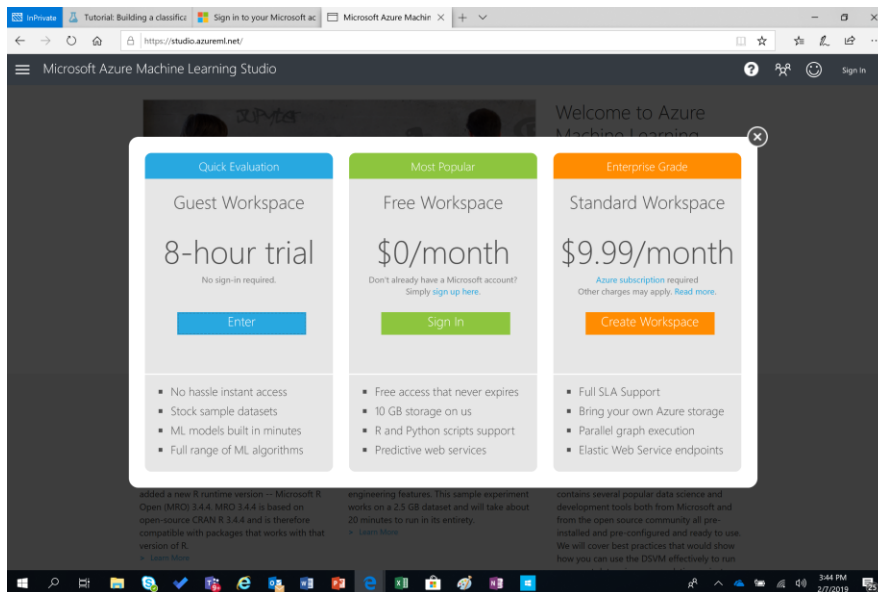 InPrivate
Tutorial: Building a classifica
Sign in to your Microsoft ac
Microsoft Azure Machin
https://studio.azureml.net/
Microsoft Azure Machine Learning Studio
Sign In
Welcome to Azure
Machine Learning
Quick Evaluation
Guest Workspace
8-hour trial
No sign-in required.
Enter
No hassle instant access
Stock sample datasets
ML models built in minutes
Full range of ML algorithms
Most Popular
Free Workspace
$0/month
Don't already have a Microsoft account?
Simply sign up here.
Sign In
Free access that never expires
10 GB storage on us
R and Python scripts support
Predictive web services
Enterprise Grade
Standard Workspace
$9.99/month
Azure subscription required
Other charges may apply. Read more.
Create Workspace
Full SLA Support
Bring your own Azure storage
Parallel graph execution
Elastic Web Service endpoints
added a new R runtime version -- Microsoft R
Open (MRO) 3.4.4. MRO 3.4.4 is based on
open-source CRAN R 3.4.4 and is therefore
compatible with packages that works with that
version of R.
Learn More
engineering features. This sample experiment
works on a 2.5 GB dataset and will take about
20 minutes to run in its entirety.
Learn More
contains several popular data science and
development tools both from Microsoft and
from the open source community all pre-
installed and pre-configured and ready to use.
We will cover best practices that would show
how you can use the DSVM effectively to run
3:44 PM
2/7/2019
25